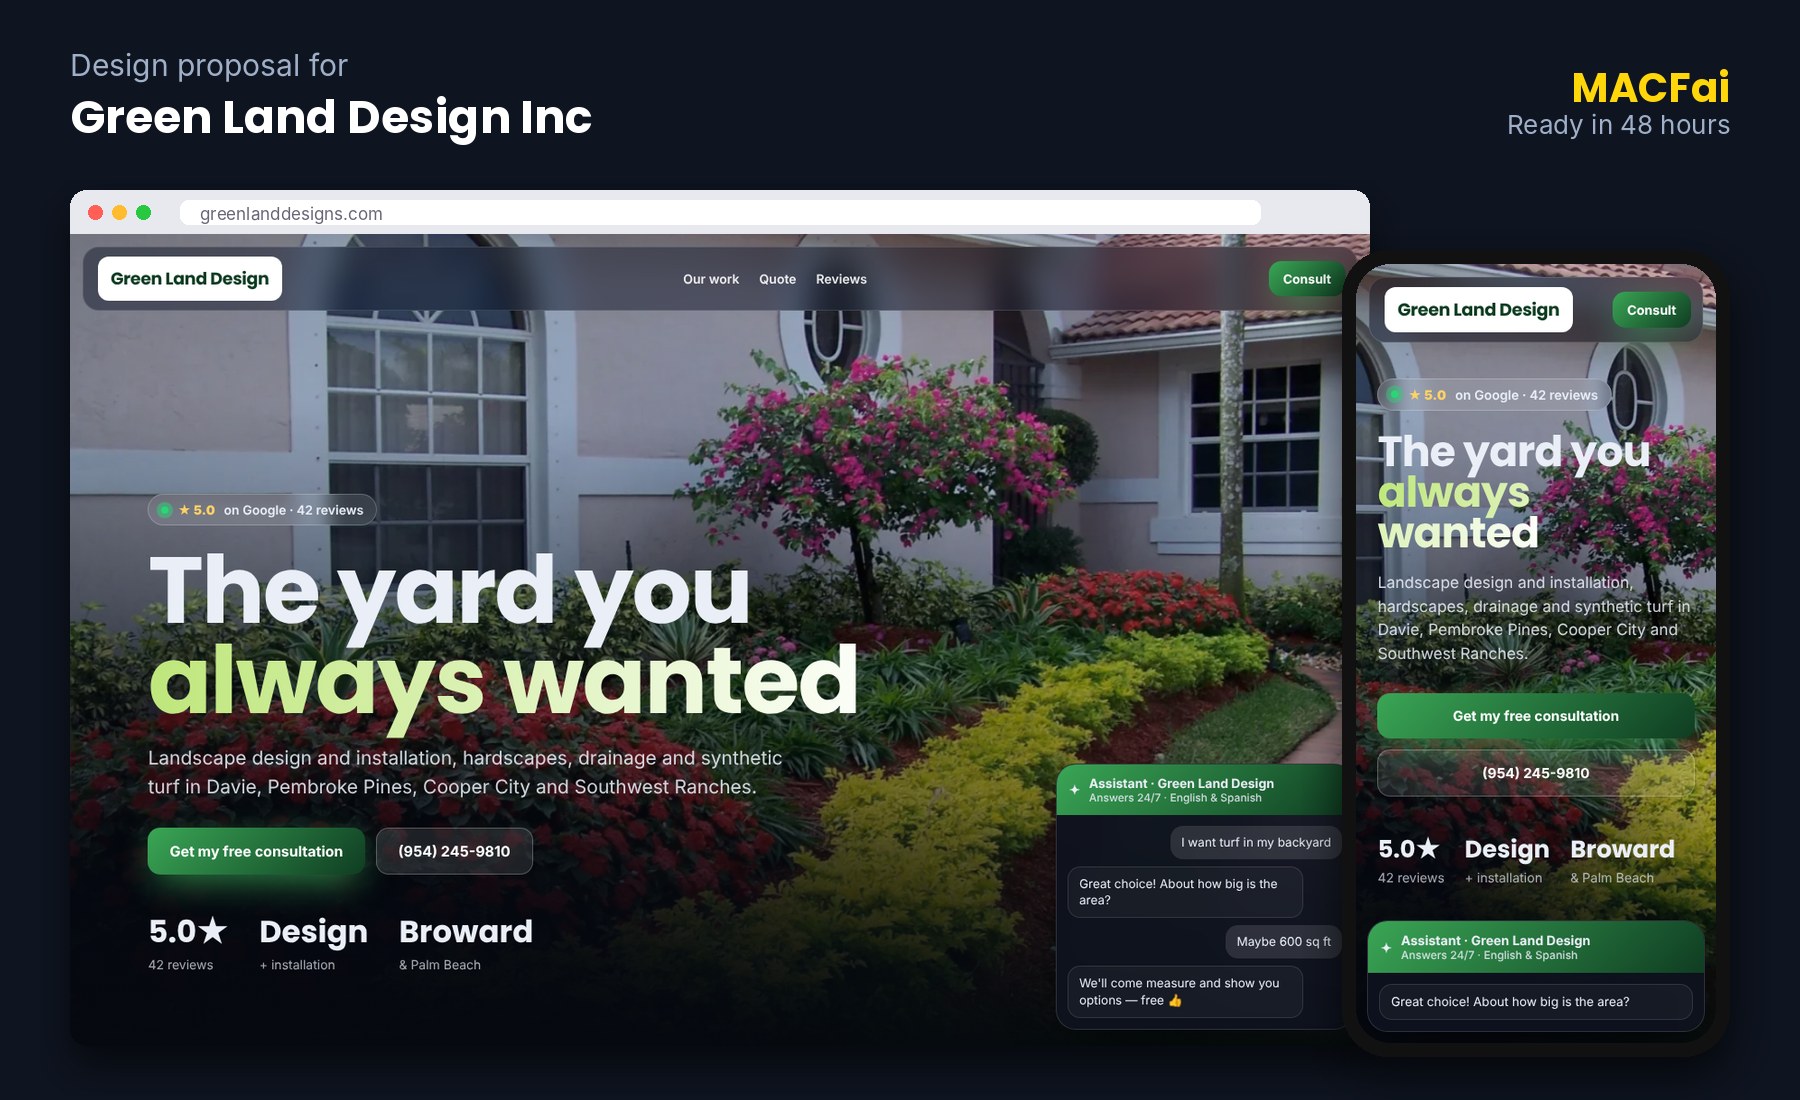 Design proposal for
Green Land Design Inc
MACFai
Ready in 48 hours
greenlanddesigns.com
Green Land Design
Our work
Quote
Reviews
Consult
★ 5.0 on Google · 42 reviews
The yard you
always wanted
Landscape design and installation, hardscapes, drainage and synthetic
turf in Davie, Pembroke Pines, Cooper City and Southwest Ranches.
Get my free consultation
(954) 245-9810
5.0★
42 reviews
Design
+ installation
Broward
& Palm Beach
✦ Assistant · Green Land Design
Answers 24/7 · English & Spanish
I want turf in my backyard
Great choice! About how big is the
area?
Maybe 600 sq ft
We'll come measure and show you
options — free 👍
Green Land Design
Consult
★ 5.0 on Google · 42 reviews
The yard you
always
wanted
Landscape design and installation,
hardscapes, drainage and synthetic turf in
Davie, Pembroke Pines, Cooper City and
Southwest Ranches.
Get my free consultation
(954) 245-9810
5.0★
42 reviews
Design
+ installation
Broward
& Palm Beach
✦ Assistant · Green Land Design
Answers 24/7 · English & Spanish
Great choice! About how big is the area?